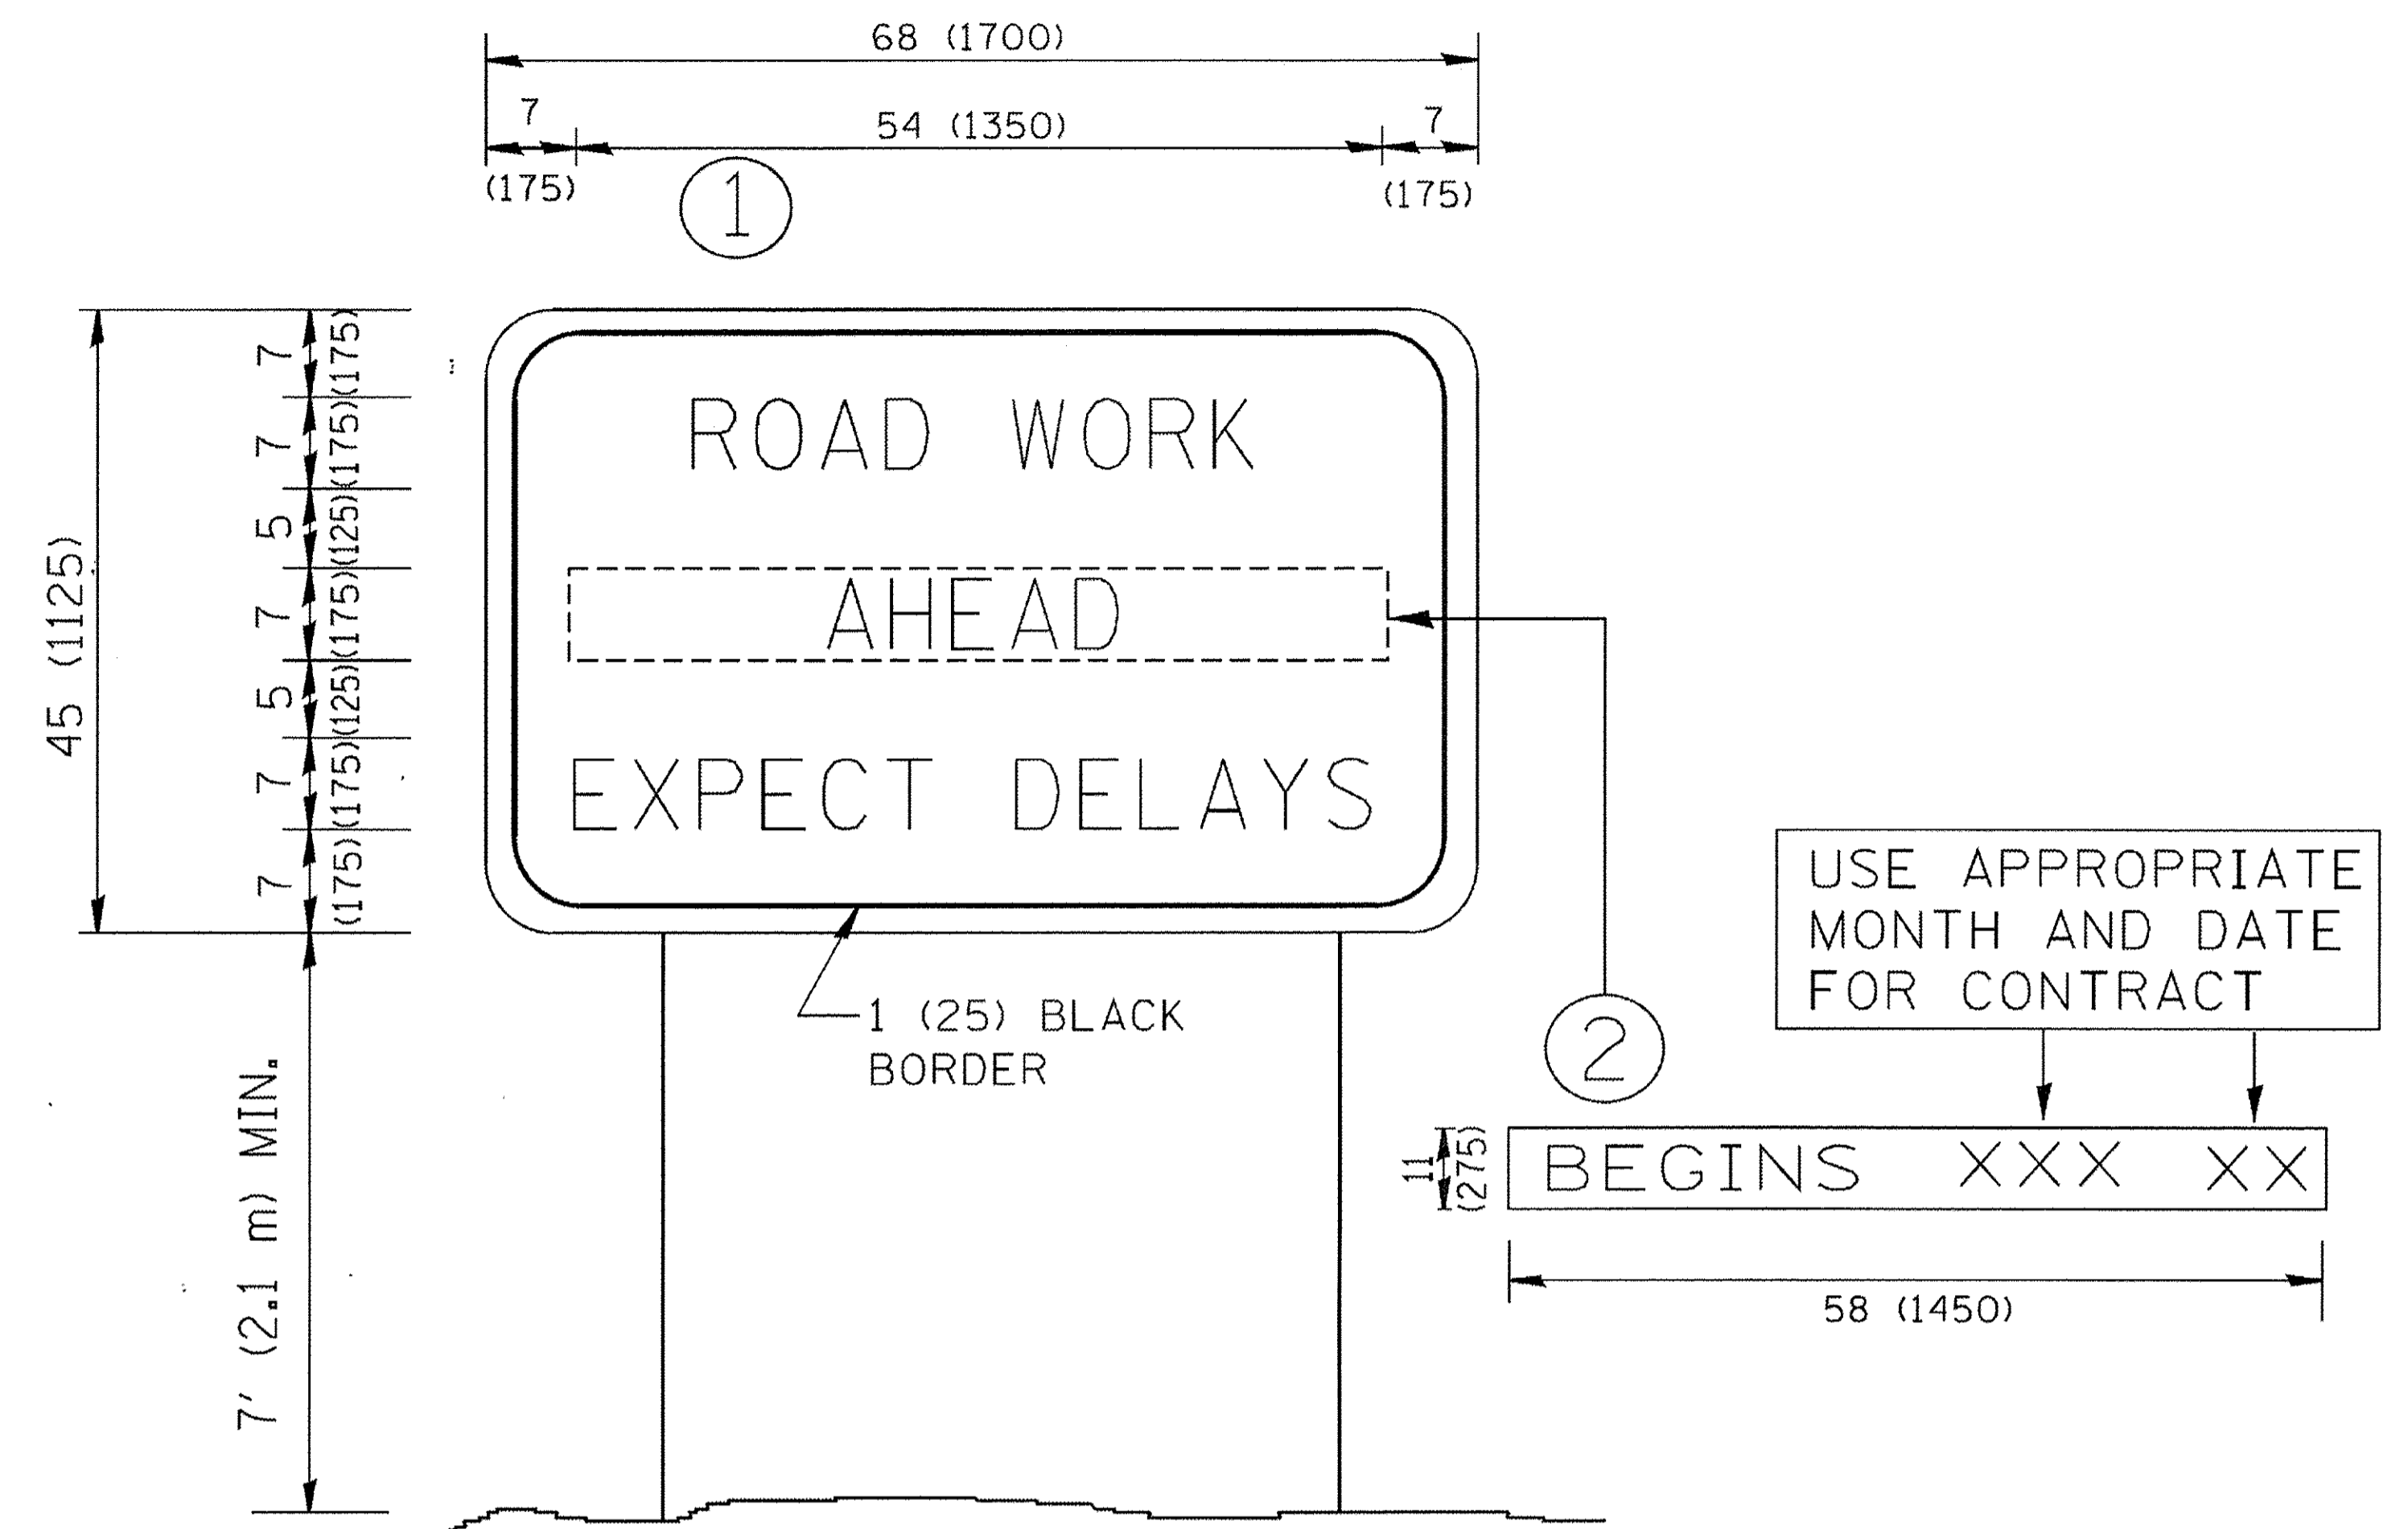 68 (1700)
7
54 (1350)
7
(175)
(175)
1
45 (1125)
7
(175)
7
(175)
5
(125)
7
(175)
5
(125)
7
(175)
7
(175)
ROAD WORK
AHEAD
EXPECT DELAYS
1 (25) BLACK
BORDER
7' (2.1 m) MIN.
2
USE APPROPRIATE
MONTH AND DATE
FOR CONTRACT
11
(275)
BEGINS XXX XX
58 (1450)